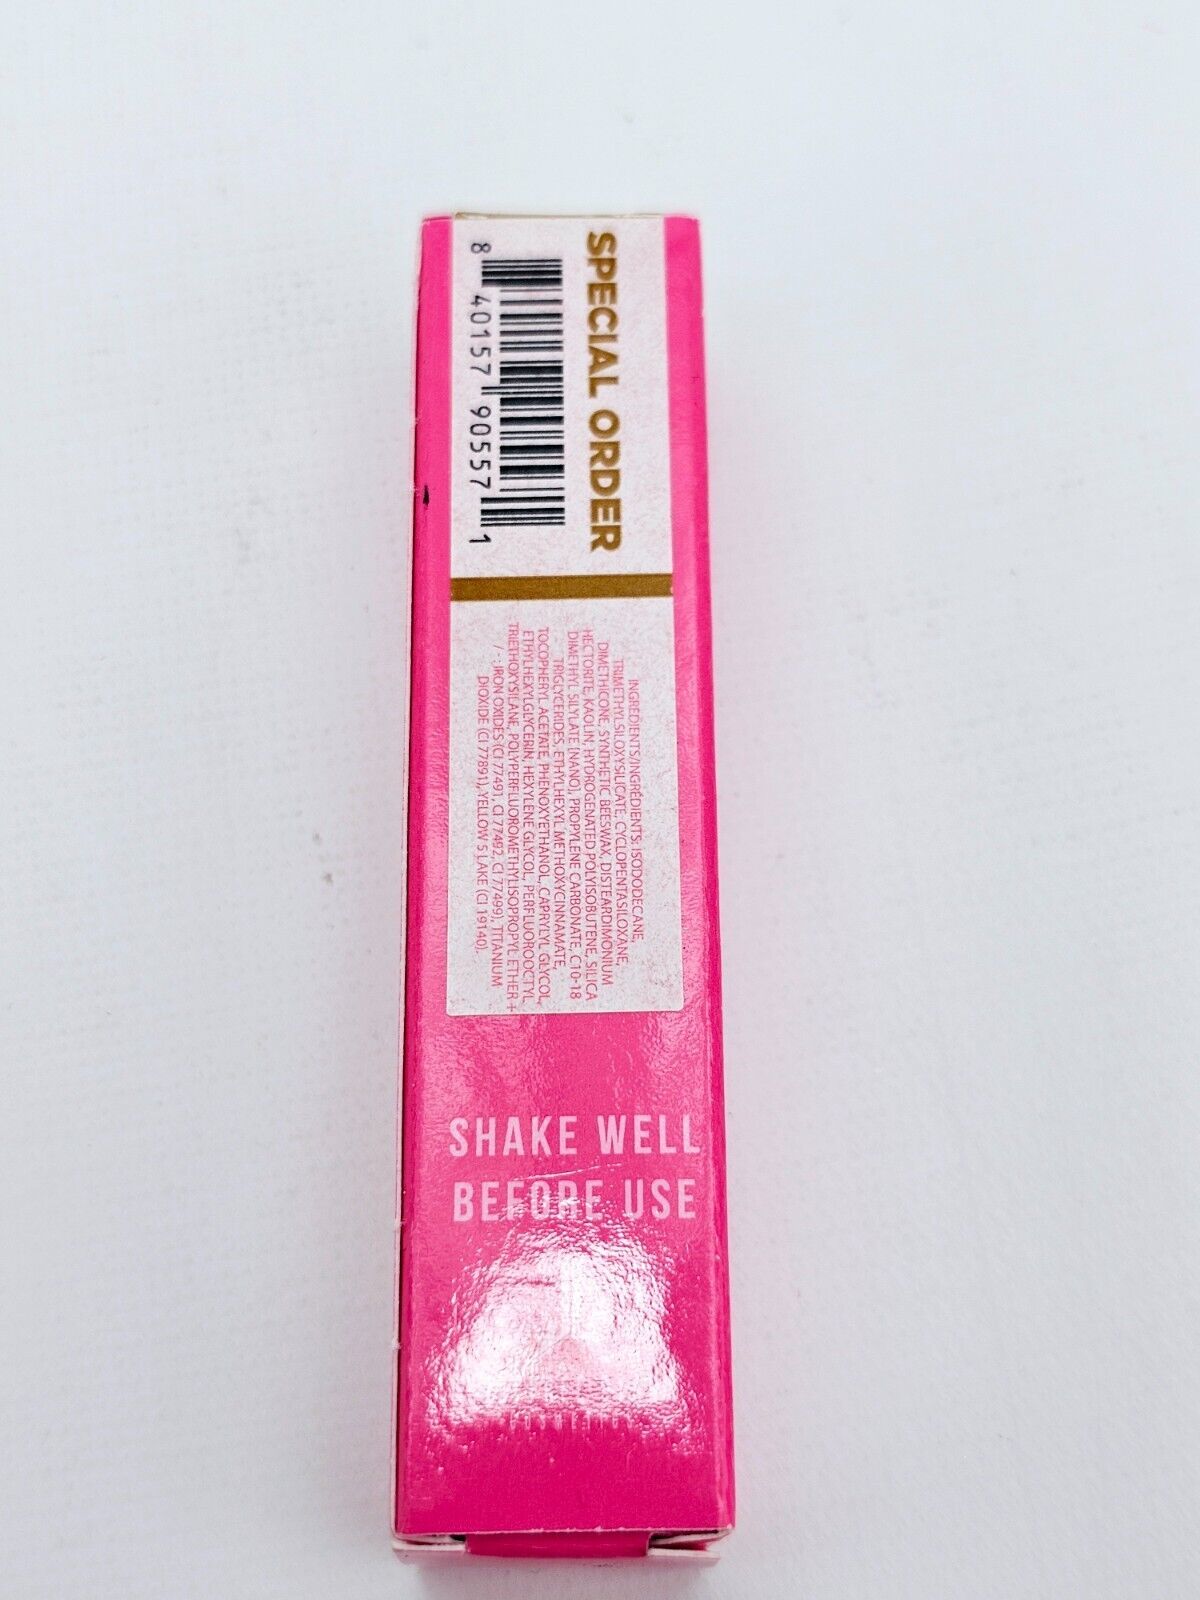 SPECIAL ORDER
8 40157 90557 1
INGREDIENTS/INGRÉDIENTS: ISODODECANE,
TRIMETHYLSILOXYSILICATE, CYCLOPENTASILOXANE,
DIMETHICONE, SYNTHETIC BEESWAX, DISTEARDIMONIUM
HECTORITE, KAOLIN, HYDROGENATED POLYISOBUTENE, SILICA
DIMETHYL SILYLATE [NANO], PROPYLENE CARBONATE, C10-18
TRIGLYCERIDES, ETHYLHEXYL METHOXYCINNAMATE,
TOCOPHERYL ACETATE, PHENOXYETHANOL, CAPRYLYL GLYCOL,
ETHYLHEXYLGLYCERIN, HEXYLENE GLYCOL, PERFLUOROOCTYL
TRIETHOXYSILANE, POLYPERFLUOROMETHYLISOPROPYL ETHER +
/ - : IRON OXIDES (CI 77491, CI 77492, CI 77499), TITANIUM
DIOXIDE (CI 77891), YELLOW 5 LAKE (CI 19140).
SHAKE WELL
BEFORE USE